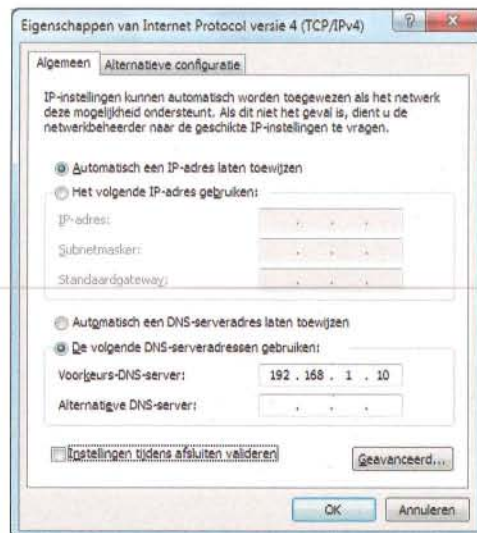 Eigenschappen van Internet Protocol versie 4 (TCP/IPv4)
Algemeen
Alternatieve configuratie
IP-instellingen kunnen automatisch worden toegewezen als het netwerk
deze mogelijkheid ondersteunt. Als dit niet het geval is, dient u de
netwerkbeheerder naar de geschikte IP-instellingen te vragen.
Automatisch een IP-adres laten toewijzen
Het volgende IP-adres gebruiken:
IP-adres:
Subnetmasker:
Standaardgateway:
Automatisch een DNS-serveradres laten toewijzen
De volgende DNS-serveradressen gebruiken:
Voorkeurs-DNS-server: 192 . 168 . 1 . 10
Alternatieve DNS-server:
Instellingen tijdens afsluiten valideren
Geavanceerd...
OK
Annuleren